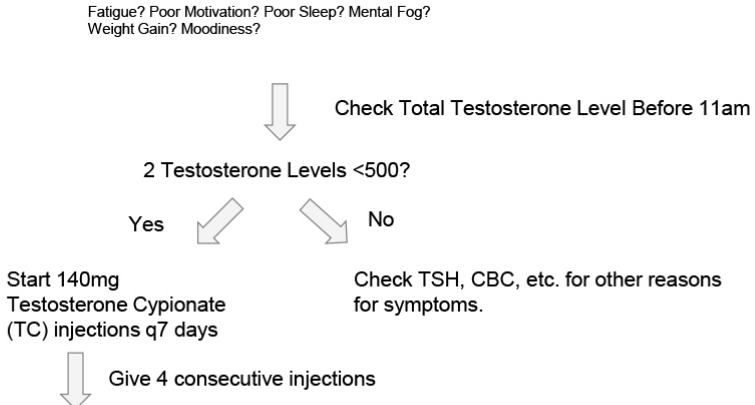 Fatigue? Poor Motivation? Poor Sleep? Mental Fog?
Weight Gain? Moodiness?
Check Total Testosterone Level Before 11am
2 Testosterone Levels <500?
Yes
No
Start 140mg
Testosterone Cypionate
(TC) injections q7 days
Check TSH, CBC, etc. for other reasons
for symptoms.
Give 4 consecutive injections